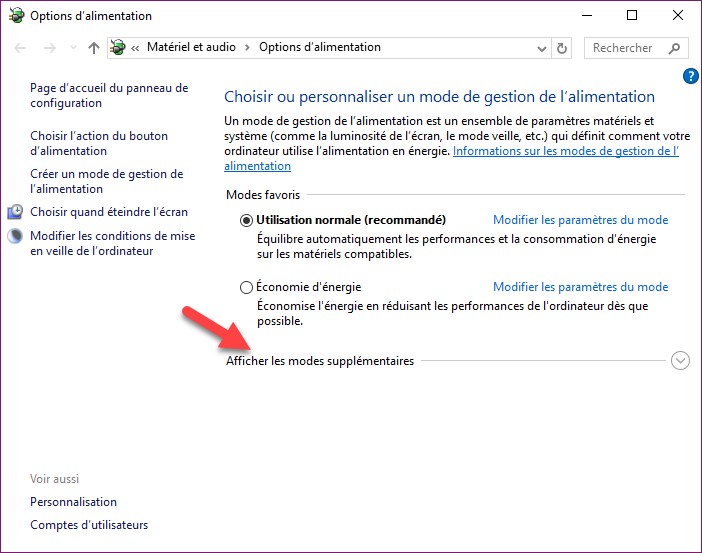 Options d'alimentation
« Matériel et audio > Options d'alimentation
Rechercher
?
Page d'accueil du panneau de
configuration
Choisir l'action du bouton
d'alimentation
Créer un mode de gestion de
l'alimentation
Choisir quand éteindre l'écran
Modifier les conditions de mise
en veille de l'ordinateur
Choisir ou personnaliser un mode de gestion de l'alimentation
Un mode de gestion de l'alimentation est un ensemble de paramètres matériels et
système (comme la luminosité de l'écran, le mode veille, etc.) qui définit comment votre
ordinateur utilise l'alimentation en énergie. Informations sur les modes de gestion de l'
alimentation
Modes favoris
Utilisation normale (recommandé) Modifier les paramètres du mode
Équilibre automatiquement les performances et la consommation d'énergie
sur les matériels compatibles.
Économie d'énergie Modifier les paramètres du mode
Économise l'énergie en réduisant les performances de l'ordinateur dès que
possible.
Afficher les modes supplémentaires
Voir aussi
Personnalisation
Comptes d'utilisateurs